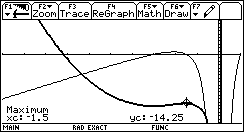 F1 F2 Zoom F3 Trace F4 ReGraph F5 Math F6 Draw F7
Maximum
xc:-1.5 yc:-14.25
MAIN RAD EXACT FUNC